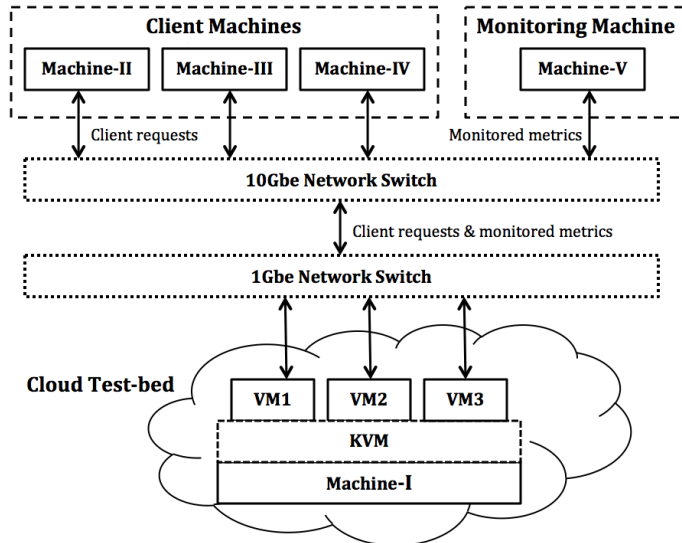 Client Machines
Monitoring Machine
Machine-II
Machine-III
Machine-IV
Machine-V
Client requests
Monitored metrics
10Gbe Network Switch
Client requests & monitored metrics
1Gbe Network Switch
Cloud Test-bed
VM1
VM2
VM3
KVM
Machine-I